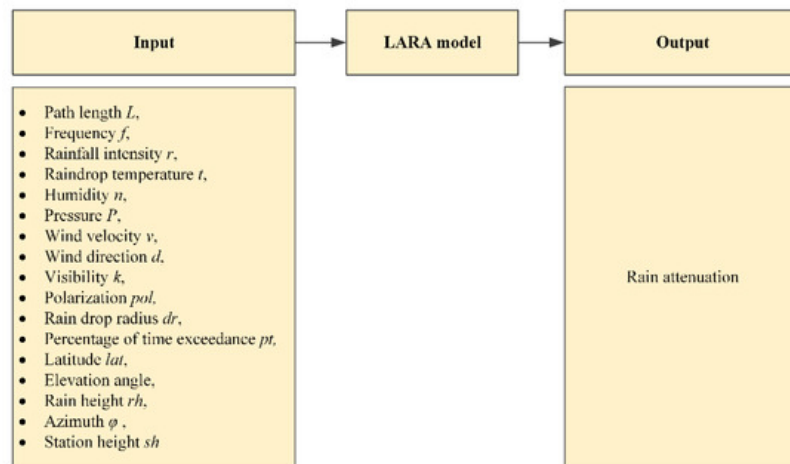 Input
LARA model
Output
• Path length L,
• Frequency f,
• Rainfall intensity r,
• Raindrop temperature t,
• Humidity n,
• Pressure P,
• Wind velocity v,
• Wind direction d,
• Visibility k,
• Polarization pol,
• Rain drop radius dr,
• Percentage of time exceedance pt,
• Latitude lat,
• Elevation angle,
• Rain height rh,
• Azimuth φ ,
• Station height sh
Rain attenuation